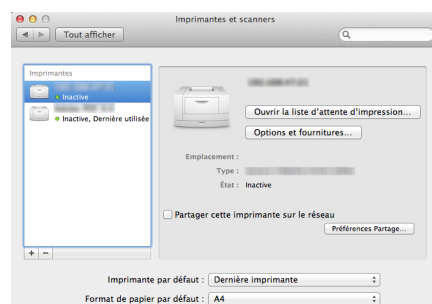 Imprimantes et scanners
Tout afficher
Imprimantes
Inactive
Inactive, Dernière utilisée
Ouvrir la liste d'attente d'impression...
Options et fournitures...
Emplacement :
Type :
État : Inactive
Partager cette imprimante sur le réseau
Préférences Partage...
+ −
Imprimante par défaut : Dernière imprimante
Format de papier par défaut : A4